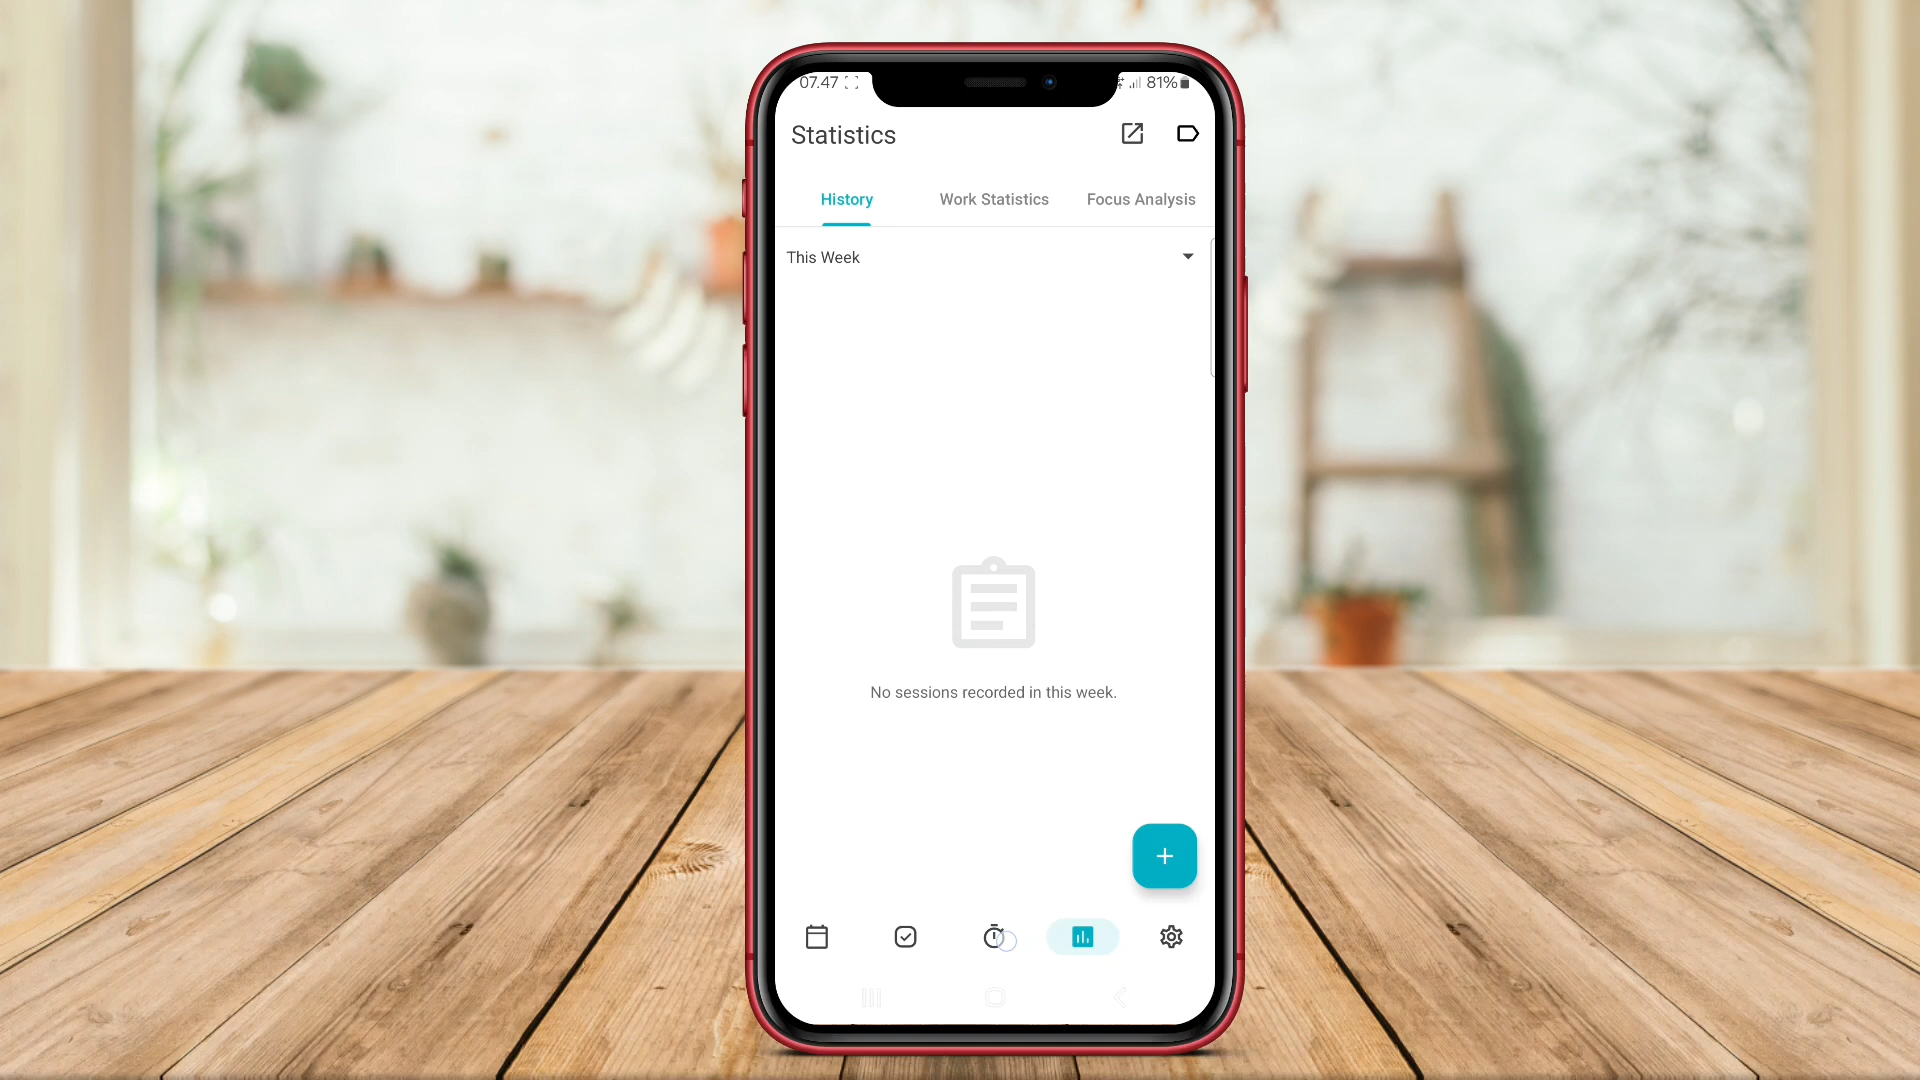 07.47
81%
Statistics
History
Work Statistics
Focus Analysis
This Week
No sessions recorded in this week.